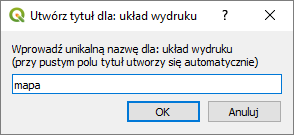 Utwórz tytuł dla: układ wydruku
Wprowadź unikalną nazwę dla: układ wydruku
(przy pustym polu tytuł utworzy się automatycznie)
mapa
OK
Anuluj